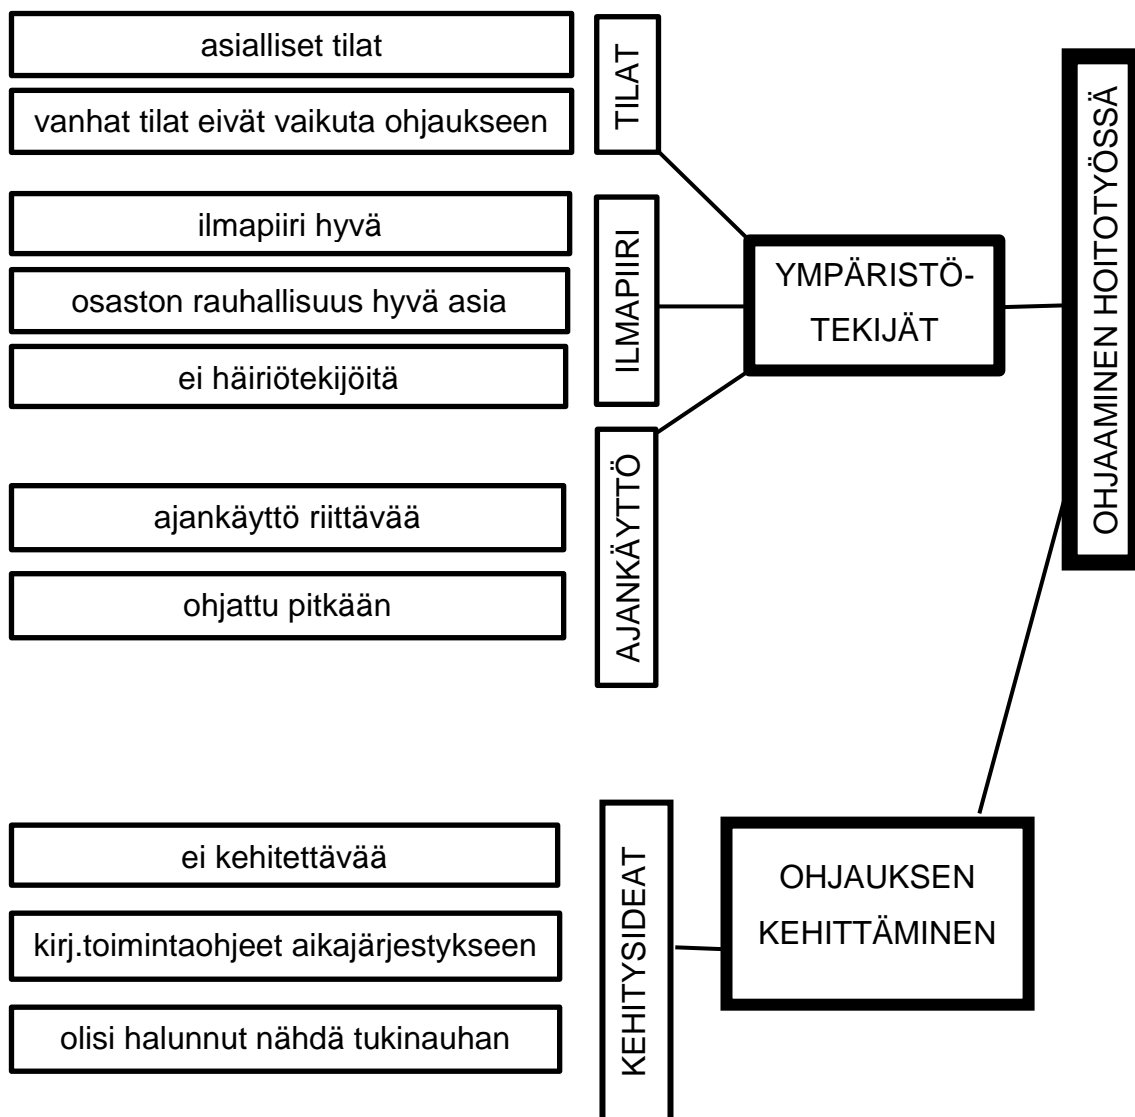 asialliset tilat
vanhat tilat eivät vaikuta ohjaukseen
TILAT
ilmapiiri hyvä
osaston rauhallisuus hyvä asia
ei häiriötekijöitä
ILMAPIIRI
ajankäyttö riittävää
ohjattu pitkään
AJANKÄYTTÖ
YMPÄRISTÖ-
TEKIJÄT
OHJAAMINEN HOITOTYÖSSÄ
ei kehitettävää
kirj.toimintaohjeet aikajärjestykseen
olisi halunnut nähdä tukinauhan
KEHITYSIDEAT
OHJAUKSEN
KEHITTÄMINEN